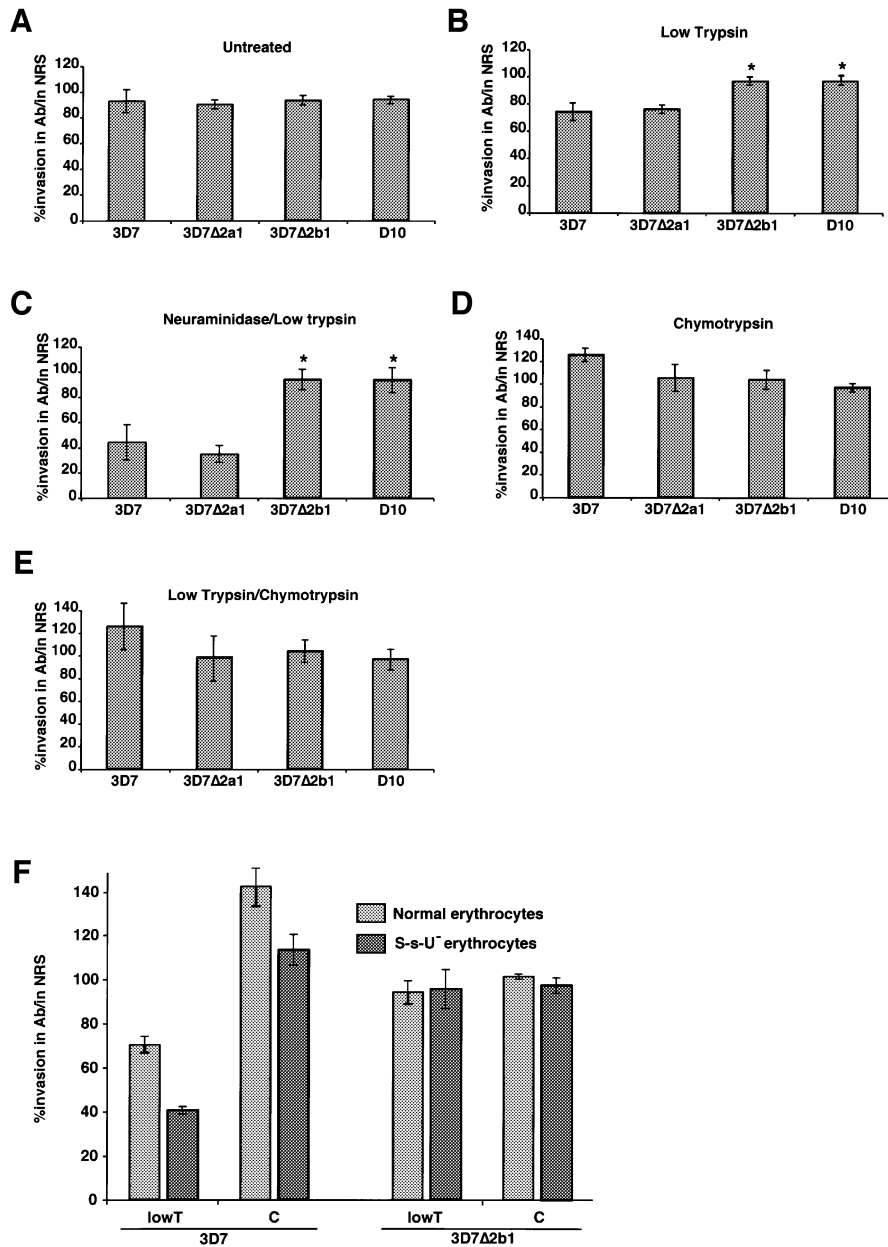 A
Untreated
%invasion in Ab/in NRS
120
100
80
60
40
20
0
3D7 3D7Δ2a1 3D7Δ2b1 D10
B
Low Trypsin
%invasion in Ab/in NRS
120
100
80
60
40
20
0
* *
3D7 3D7Δ2a1 3D7Δ2b1 D10
C
Neuraminidase/Low trypsin
%invasion in Ab/in NRS
120
100
80
60
40
20
0
* *
3D7 3D7Δ2a1 3D7Δ2b1 D10
D
Chymotrypsin
%invasion in Ab/in NRS
140
120
100
80
60
40
20
0
3D7 3D7Δ2a1 3D7Δ2b1 D10
E
Low Trypsin/Chymotrypsin
%invasion in Ab/in NRS
140
120
100
80
60
40
20
0
3D7 3D7Δ2a1 3D7Δ2b1 D10
F
%invasion in Ab/in NRS
140
120
100
80
60
40
20
0
Normal erythrocytes
S-s-U⁻ erythrocytes
lowT C lowT C
3D7 3D7Δ2b1